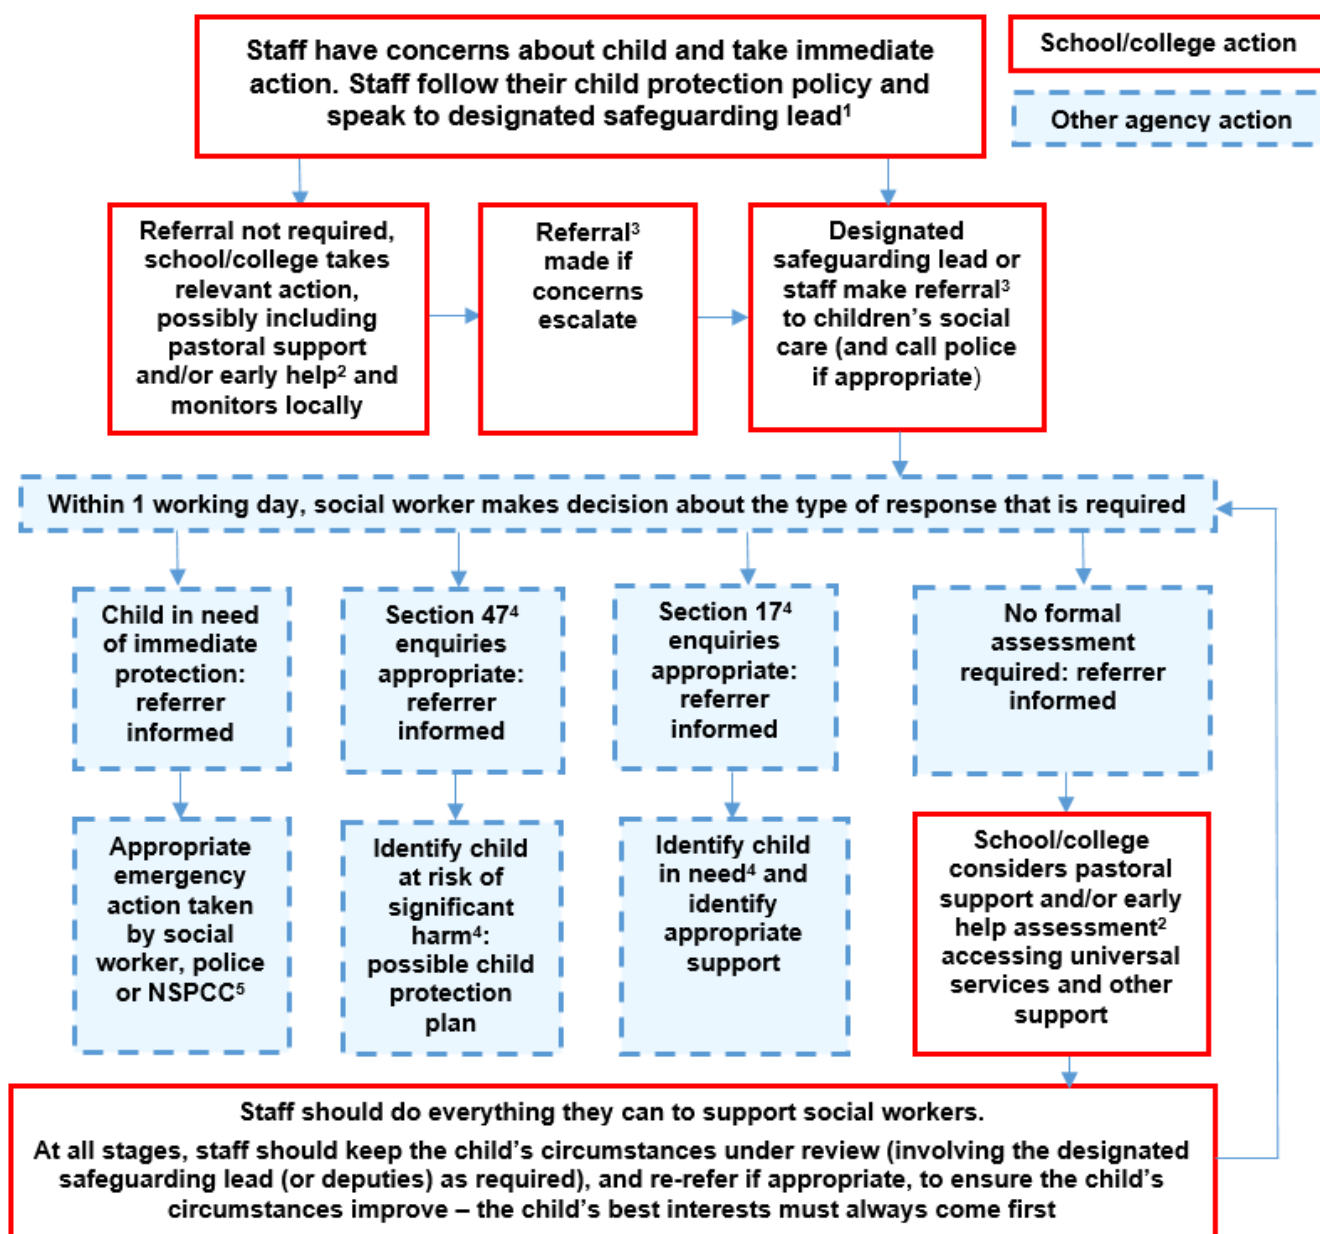 Staff have concerns about child and take immediate
action. Staff follow their child protection policy and
speak to designated safeguarding lead¹
School/college action
Other agency action
Referral not required,
school/college takes
relevant action,
possibly including
pastoral support
and/or early help² and
monitors locally
Referral³
made if
concerns
escalate
Designated
safeguarding lead or
staff make referral³
to children’s social
care (and call police
if appropriate)
Within 1 working day, social worker makes decision about the type of response that is required
Child in need
of immediate
protection:
referrer
informed
Section 47⁴
enquiries
appropriate:
referrer
informed
Section 17⁴
enquiries
appropriate:
referrer
informed
No formal
assessment
required: referrer
informed
Appropriate
emergency
action taken
by social
worker, police
or NSPCC⁵
Identify child
at risk of
significant
harm⁴:
possible child
protection
plan
Identify child
in need⁴ and
identify
appropriate
support
School/college
considers pastoral
support and/or early
help assessment²
accessing universal
services and other
support
Staff should do everything they can to support social workers.
At all stages, staff should keep the child’s circumstances under review (involving the designated
safeguarding lead (or deputies) as required), and re-refer if appropriate, to ensure the child’s
circumstances improve – the child’s best interests must always come first